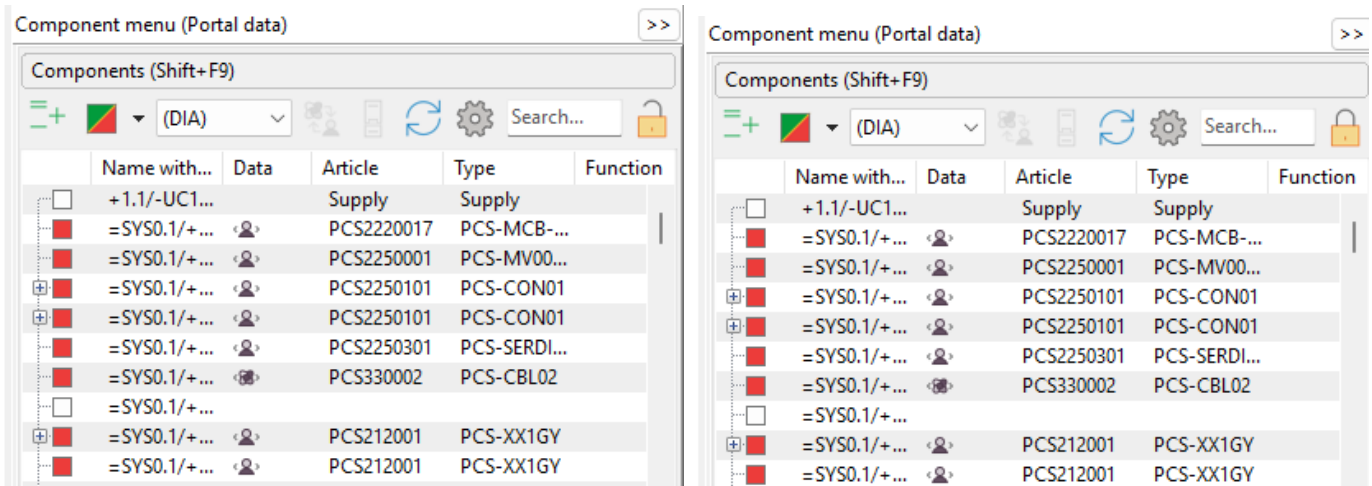 Component menu (Portal data) >>
Components (Shift+F9)
(DIA) Search...
Name with... Data Article Type Function
+1.1/-UC1... Supply Supply
=SYS0.1/+... PCS2220017 PCS-MCB-...
=SYS0.1/+... PCS2250001 PCS-MV00...
=SYS0.1/+... PCS2250101 PCS-CON01
=SYS0.1/+... PCS2250101 PCS-CON01
=SYS0.1/+... PCS2250301 PCS-SERDI...
=SYS0.1/+... PCS330002 PCS-CBL02
=SYS0.1/+...
=SYS0.1/+... PCS212001 PCS-XX1GY
=SYS0.1/+... PCS212001 PCS-XX1GY
Component menu (Portal data) >>
Components (Shift+F9)
(DIA) Search...
Name with... Data Article Type Function
+1.1/-UC1... Supply Supply
=SYS0.1/+... PCS2220017 PCS-MCB-...
=SYS0.1/+... PCS2250001 PCS-MV00...
=SYS0.1/+... PCS2250101 PCS-CON01
=SYS0.1/+... PCS2250101 PCS-CON01
=SYS0.1/+... PCS2250301 PCS-SERDI...
=SYS0.1/+... PCS330002 PCS-CBL02
=SYS0.1/+...
=SYS0.1/+... PCS212001 PCS-XX1GY
=SYS0.1/+... PCS212001 PCS-XX1GY